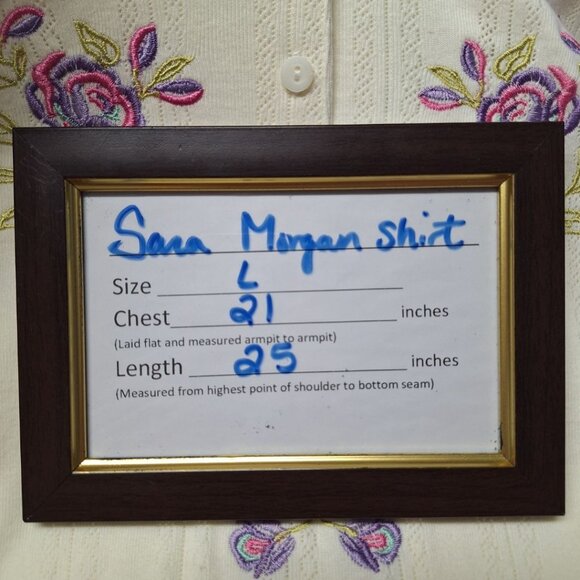 Sara Morgan Shirt
Size L
Chest 21 inches
(Laid flat and measured armpit to armpit)
Length 25 inches
(Measured from highest point of shoulder to bottom seam)